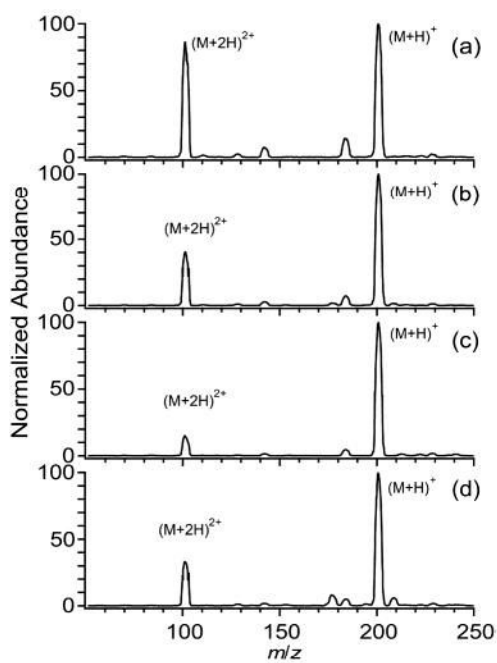 100
(M+2H)²⁺
(M+H)⁺
(a)
50
0
100
(M+H)⁺
(b)
(M+2H)²⁺
50
0
100
(M+H)⁺
(c)
(M+2H)²⁺
50
0
100
(M+H)⁺
(d)
(M+2H)²⁺
50
0
100 150 200 250
m/z
Normalized Abundance